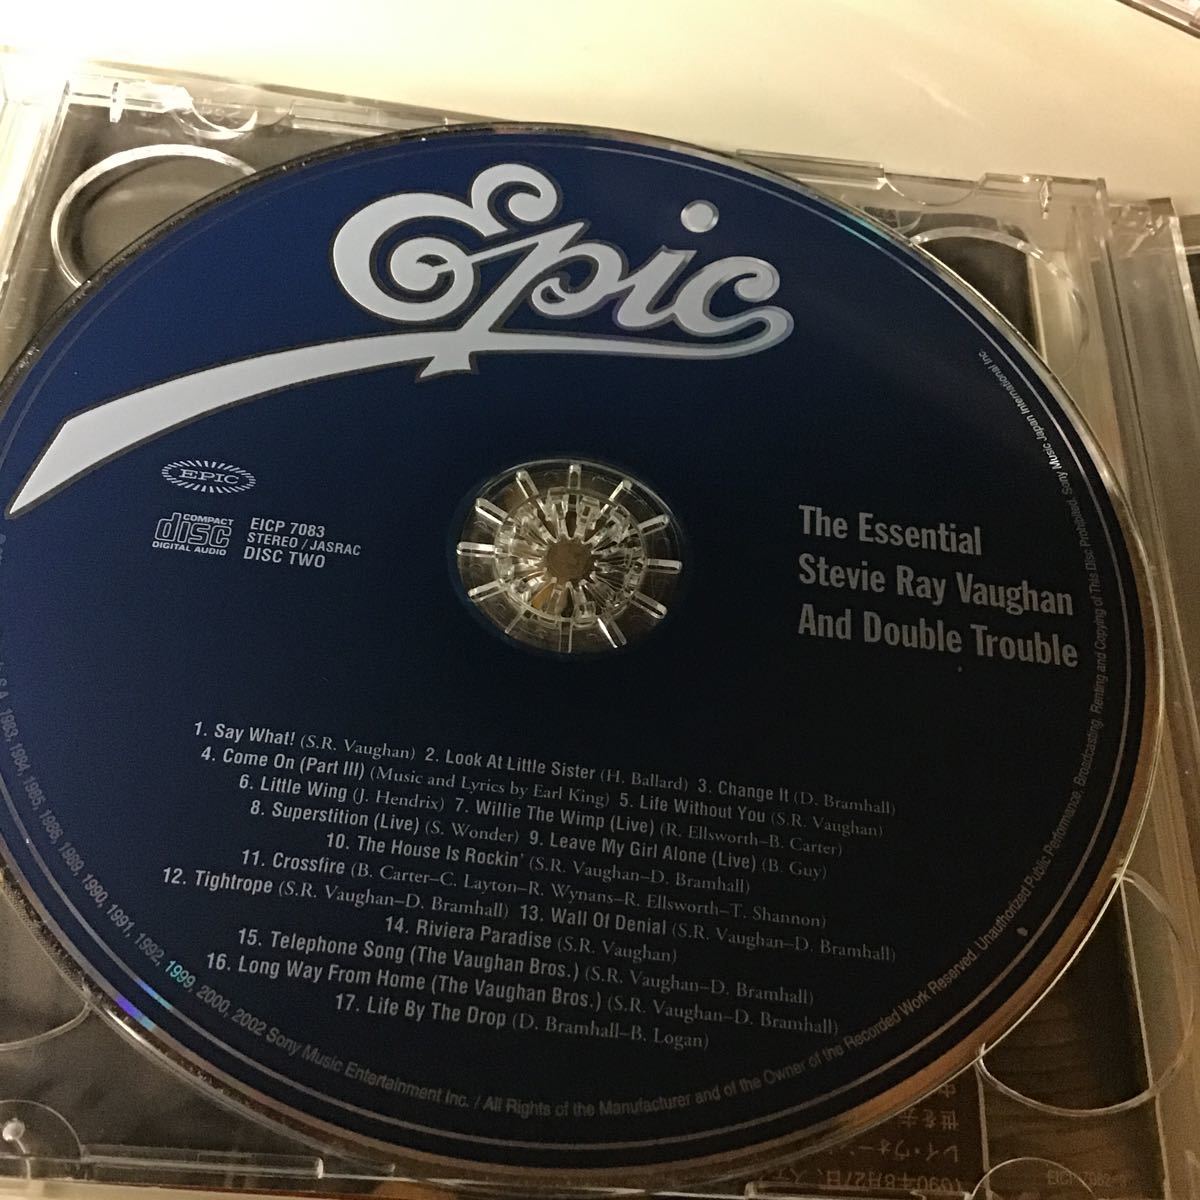 Epic
EPIC
COMPACT
disc
DIGITAL AUDIO
EICP 7083
STEREO / JASRAC
DISC TWO
The Essential
Stevie Ray Vaughan
And Double Trouble
1. Say What! (S.R. Vaughan) 2. Look At Little Sister (H. Ballard) 3. Change It (D. Bramhall)
4. Come On (Part III) (Music and Lyrics by Earl King) 5. Life Without You (S.R. Vaughan)
6. Little Wing (J. Hendrix) 7. Willie The Wimp (Live) (R. Ellsworth–B. Carter)
8. Superstition (Live) (S. Wonder) 9. Leave My Girl Alone (Live) (B. Guy)
10. The House Is Rockin' (S.R. Vaughan–D. Bramhall)
11. Crossfire (B. Carter–C. Layton–R. Wynans–R. Ellsworth–T. Shannon)
12. Tightrope (S.R. Vaughan–D. Bramhall) 13. Wall Of Denial (S.R. Vaughan–D. Bramhall)
14. Riviera Paradise (S.R. Vaughan)
15. Telephone Song (The Vaughan Bros.) (S.R. Vaughan–D. Bramhall)
16. Long Way From Home (The Vaughan Bros.) (S.R. Vaughan–D. Bramhall)
17. Life By The Drop (D. Bramhall–B. Logan)
1983, 1984, 1985, 1986, 1989, 1990, 1991, 1992, 1999, 2000, 2002 Sony Music Entertainment Inc. / All Rights of the Manufacturer and of the Owner of the Recorded Work Reserved. Unauthorized Public Performance, Broadcasting, Renting and Copying of This Disc Prohibited. Sony Music Japan International Inc.